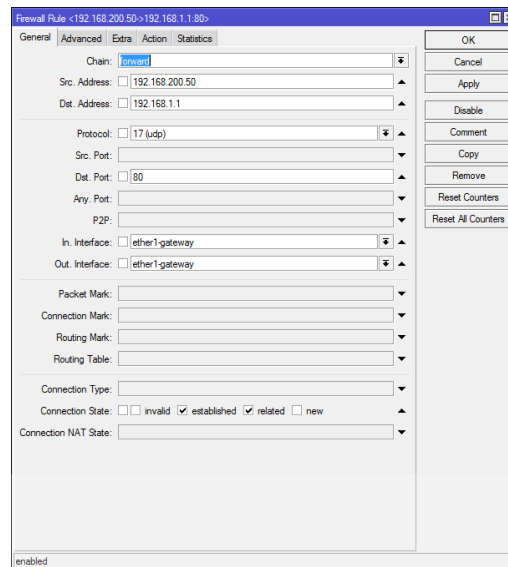 Firewall Rule <192.168.200.50->192.168.1.1:80>
General Advanced Extra Action Statistics
Chain: forward
Src. Address: 192.168.200.50
Dst. Address: 192.168.1.1
Protocol: 17 (udp)
Src. Port:
Dst. Port: 80
Any. Port:
P2P:
In. Interface: ether1-gateway
Out. Interface: ether1-gateway
Packet Mark:
Connection Mark:
Routing Mark:
Routing Table:
Connection Type:
Connection State: invalid established related new
Connection NAT State:
OK
Cancel
Apply
Disable
Comment
Copy
Remove
Reset Counters
Reset All Counters
enabled